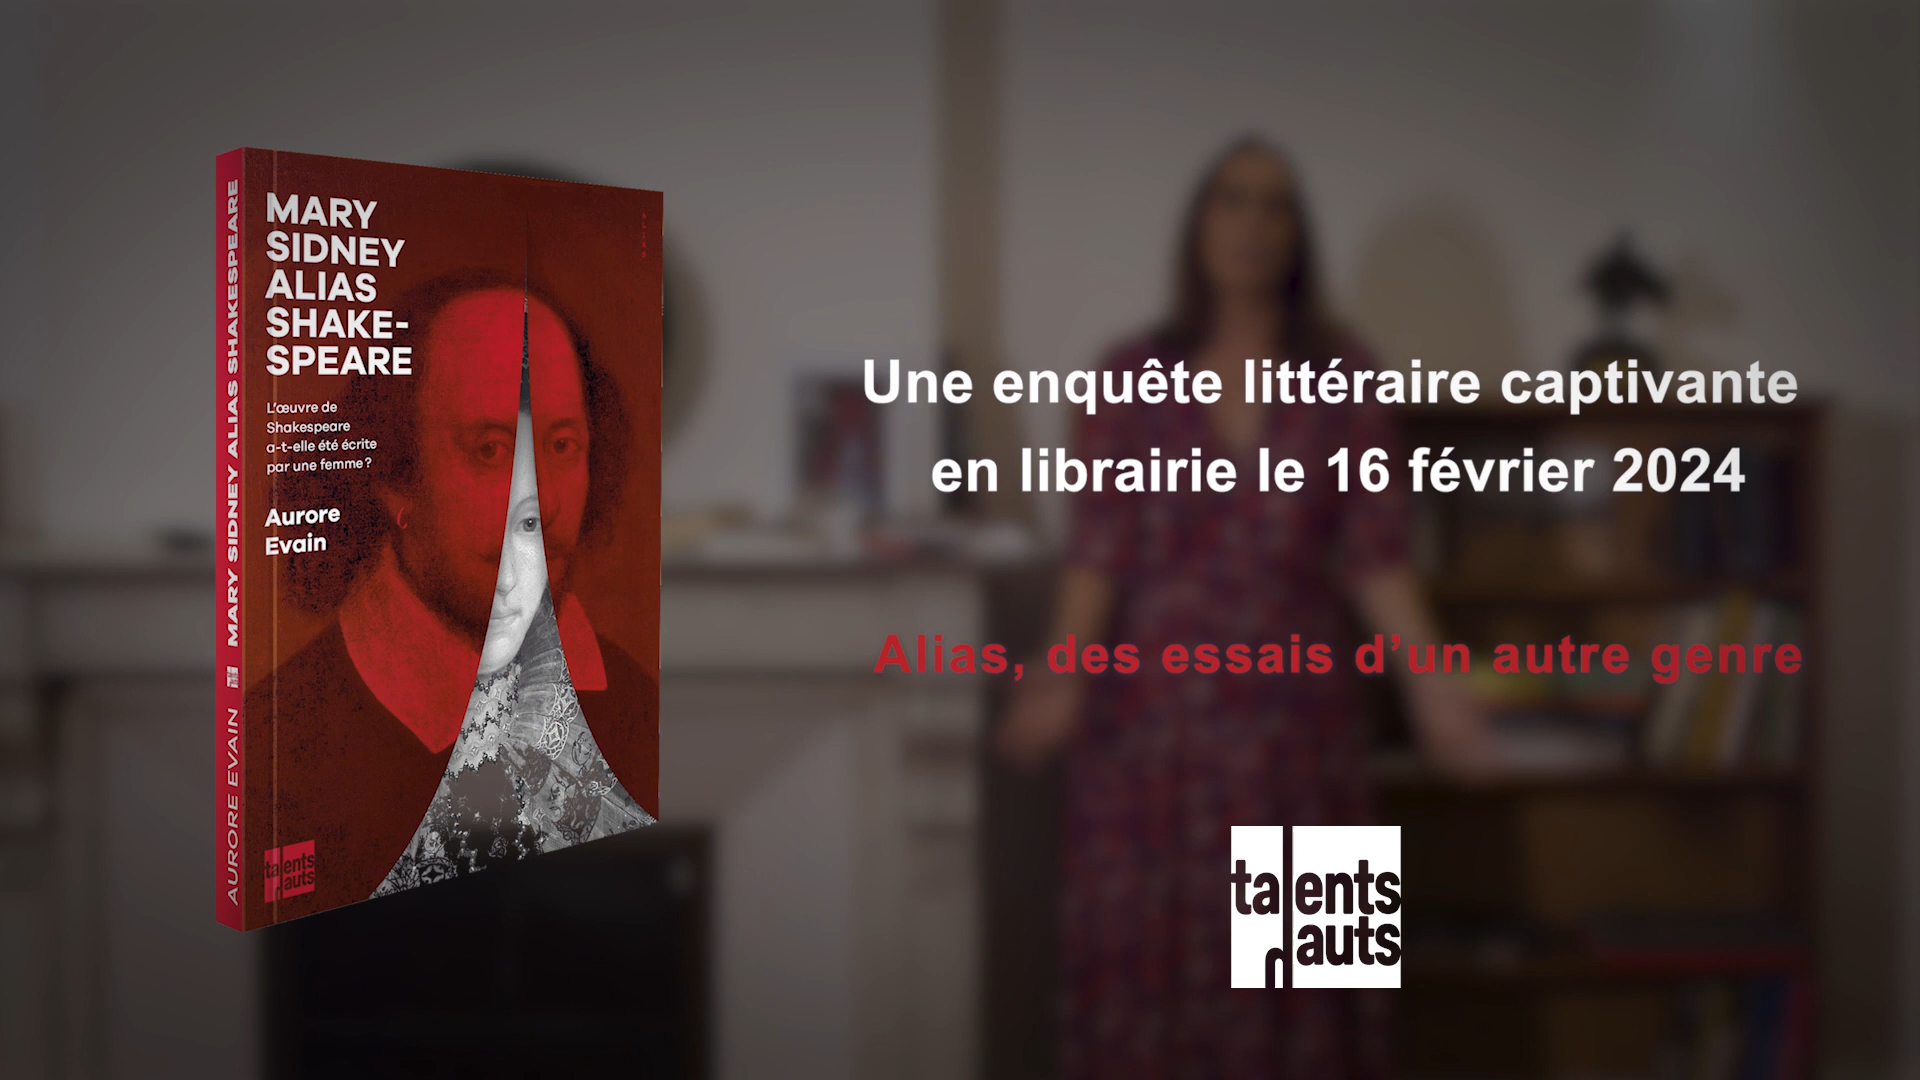 MARY SIDNEY ALIAS SHAKESPEARE
AURORE EVAIN
MARY
SIDNEY
ALIAS
SHAKE-
SPEARE
L'œuvre de
Shakespeare
a-t-elle été écrite
par une femme ?
Aurore
Evain
talents
hauts
ALIAS
Une enquête littéraire captivante
en librairie le 16 février 2024
Alias, des essais d’un autre genre
talents
hauts